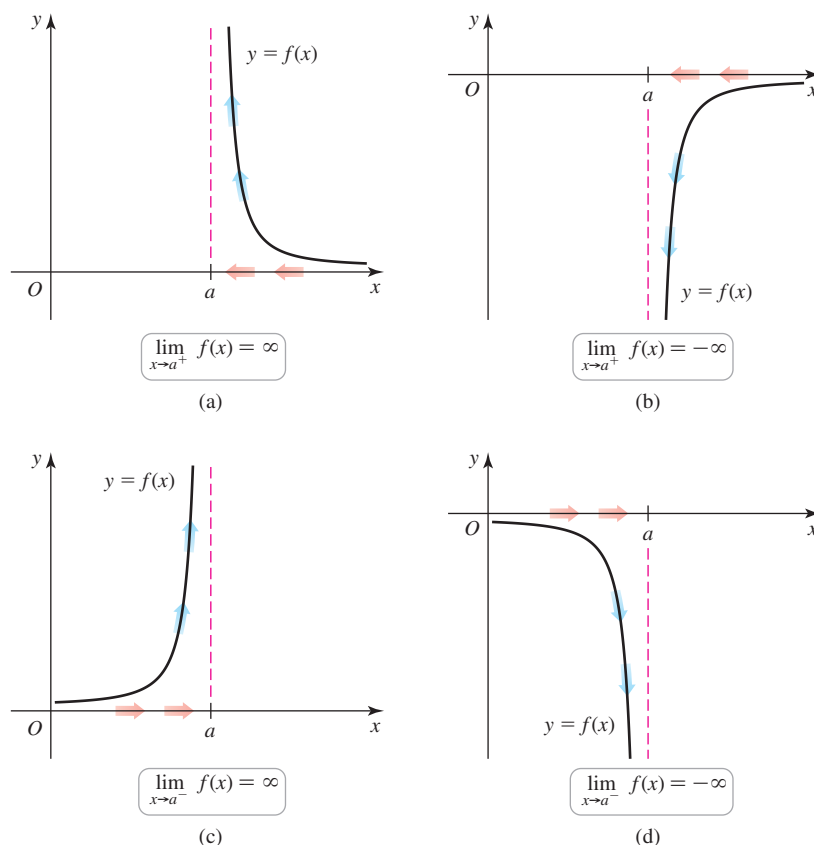 y
y = f(x)
O
a
x
lim f(x) = ∞
x→a⁺
(a)
y
O
a
x
y = f(x)
lim f(x) = −∞
x→a⁺
(b)
y
y = f(x)
O
a
x
lim f(x) = ∞
x→a⁻
(c)
y
O
a
x
y = f(x)
lim f(x) = −∞
x→a⁻
(d)